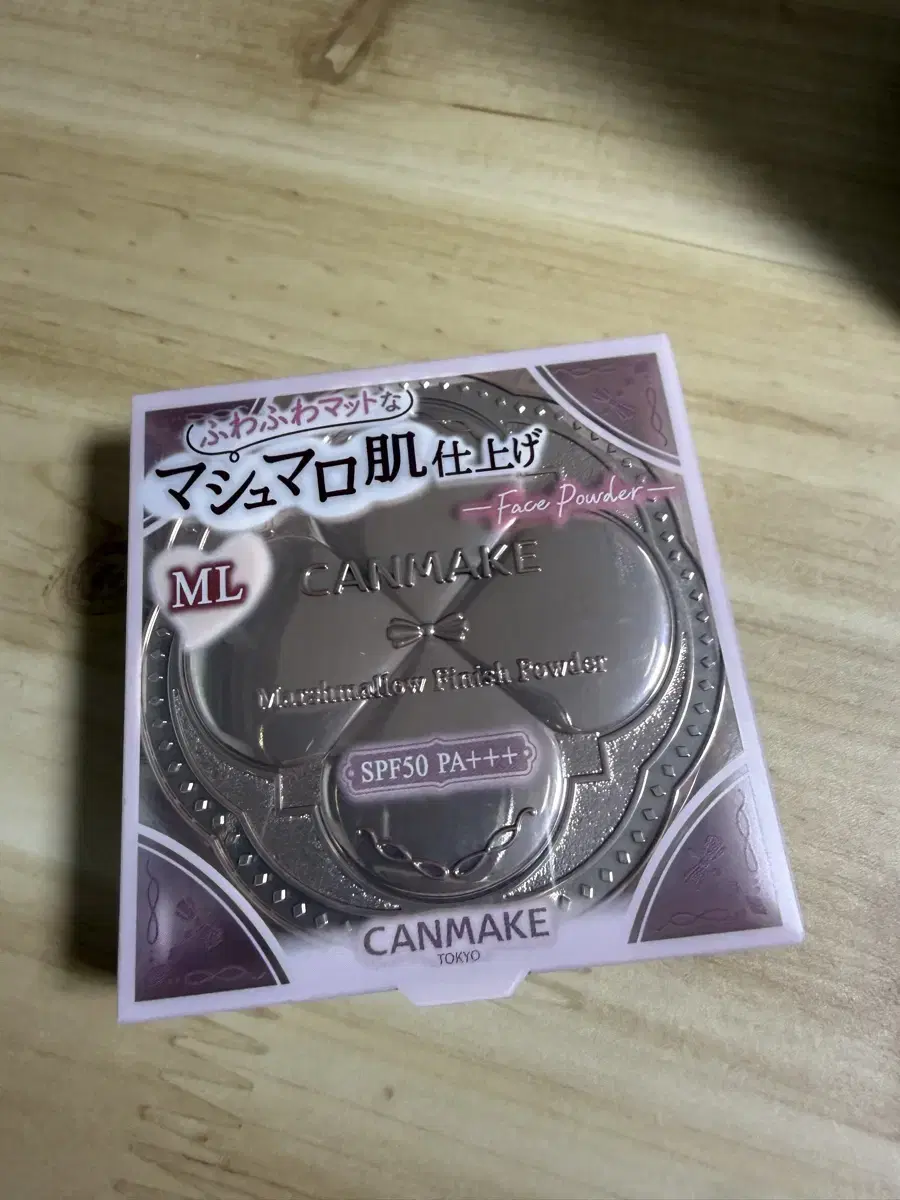 ふわふわマットな
マシュマロ肌仕上げ
Face Powder
ML
CANMAKE
Marshmallow Finish Powder
SPF50 PA+++
CANMAKE
TOKYO